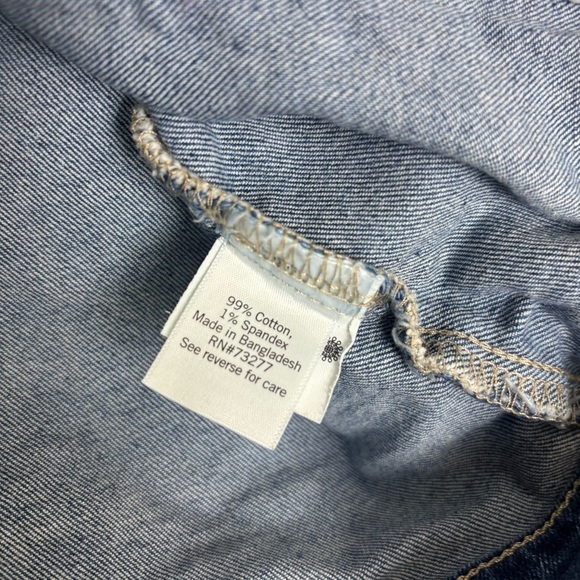 99% Cotton,
1% Spandex
Made in Bangladesh
RN#73277
See reverse for care